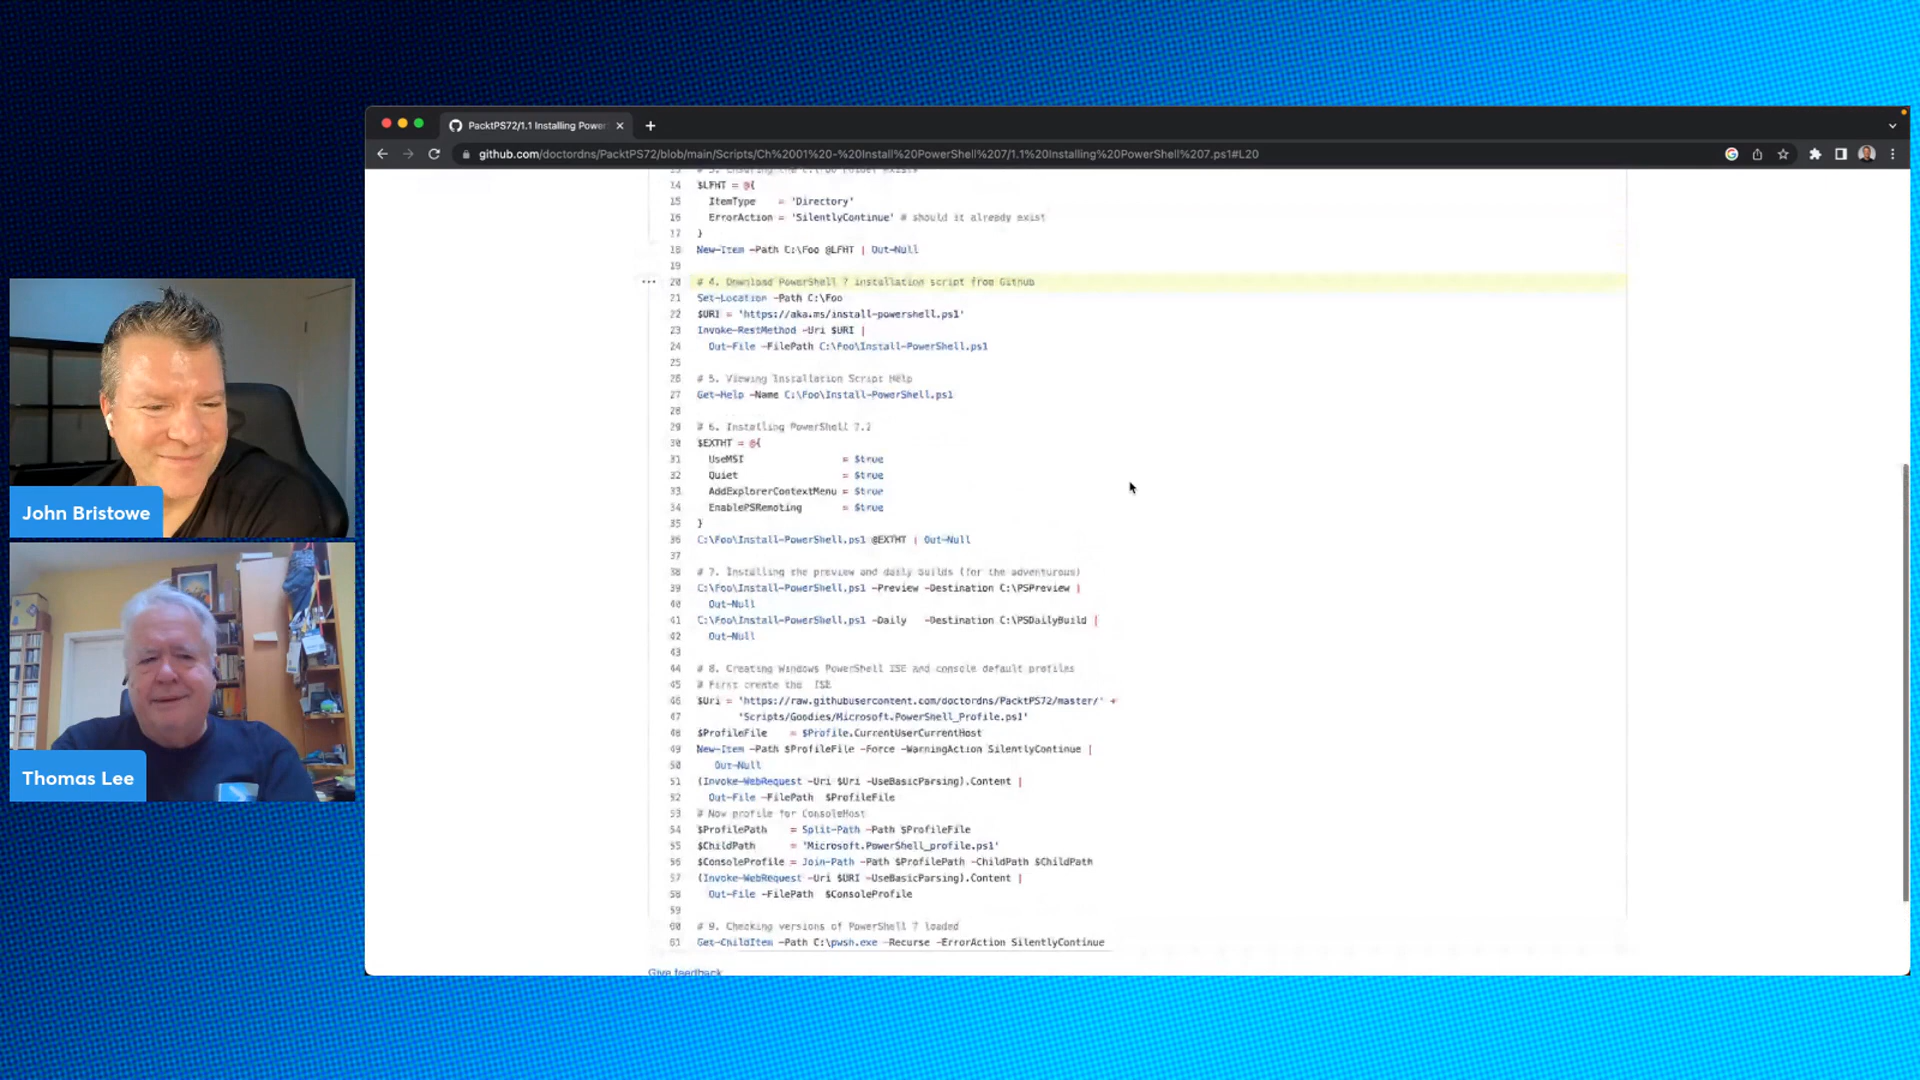 PacktPS72/1.1 Installing Power
github.com/doctordns/PacktPS72/blob/main/Scripts/Ch%2001%20-%20Install%20PowerShell%207/1.1%20Installing%20PowerShell%207.ps1#L20
14 $LFHT = @{
15 ItemType = 'Directory'
16 ErrorAction = 'SilentlyContinue' # should it already exist
17 }
18 New-Item -Path C:\Foo @LFHT | Out-Null
19
20 # 4. Download PowerShell 7 installation script from Github
21 Set-Location -Path C:\Foo
22 $URI = 'https://aka.ms/install-powershell.ps1'
23 Invoke-RestMethod -Uri $URI |
24 Out-File -FilePath C:\Foo\Install-PowerShell.ps1
25
26 # 5. Viewing Installation Script Help
27 Get-Help -Name C:\Foo\Install-PowerShell.ps1
28
29 # 6. Installing PowerShell 7.2
30 $EXTHT = @{
31 UseMSI = $true
32 Quiet = $true
33 AddExplorerContextMenu = $true
34 EnablePSRemoting = $true
35 }
36 C:\Foo\Install-PowerShell.ps1 @EXTHT | Out-Null
37
38 # 7. Installing the preview and daily builds (for the adventurous)
39 C:\Foo\Install-PowerShell.ps1 -Preview -Destination C:\PSPreview |
40 Out-Null
41 C:\Foo\Install-PowerShell.ps1 -Daily -Destination C:\PSDailyBuild |
42 Out-Null
43
44 # 8. Creating Windows PowerShell ISE and console default profiles
45 # First create the ISE
46 $Uri = 'https://raw.githubusercontent.com/doctordns/PacktPS72/master/' +
47 'Scripts/Goodies/Microsoft.PowerShell_Profile.ps1'
48 $ProfileFile = $Profile.CurrentUserCurrentHost
49 New-Item -Path $ProfileFile -Force -WarningAction SilentlyContinue |
50 Out-Null
51 (Invoke-WebRequest -Uri $Uri -UseBasicParsing).Content |
52 Out-File -FilePath $ProfileFile
53 # Now profile for ConsoleHost
54 $ProfilePath = Split-Path -Path $ProfileFile
55 $ChildPath = 'Microsoft.PowerShell_profile.ps1'
56 $ConsoleProfile = Join-Path -Path $ProfilePath -ChildPath $ChildPath
57 (Invoke-WebRequest -Uri $URI -UseBasicParsing).Content |
58 Out-File -FilePath $ConsoleProfile
59
60 # 9. Checking versions of PowerShell 7 loaded
61 Get-ChildItem -Path C:\pwsh.exe -Recurse -ErrorAction SilentlyContinue
Give feedback
John Bristowe
Thomas Lee